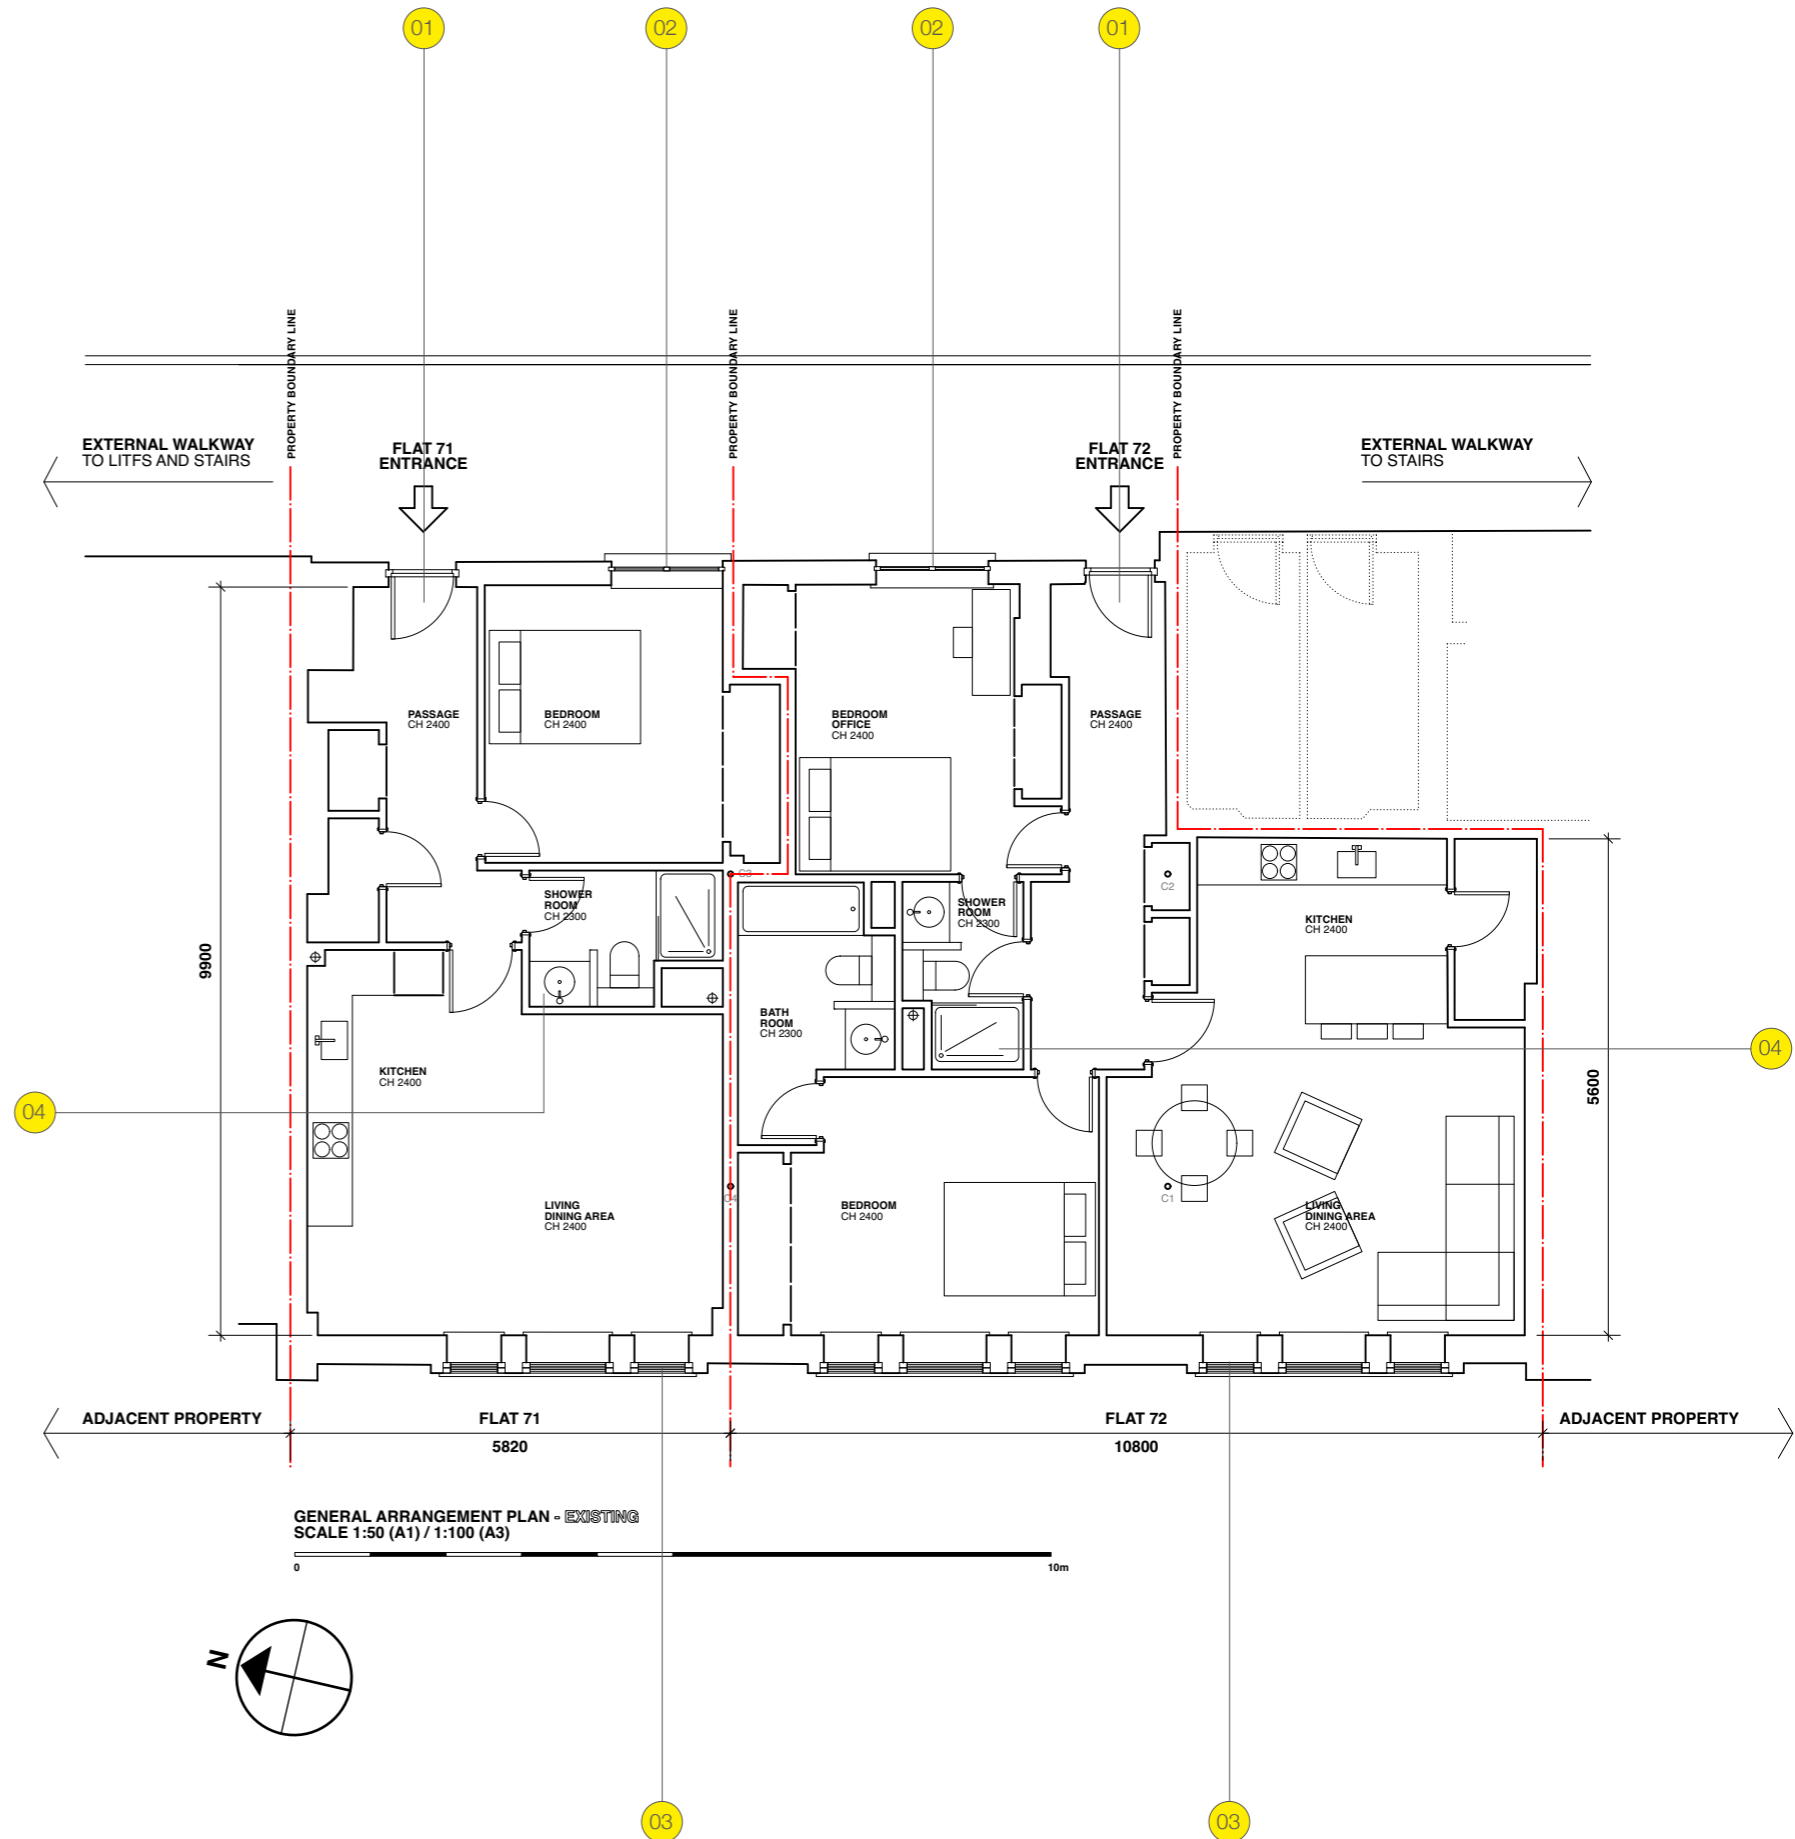 01
02
02
01
PROPERTY BOUNDARY LINE
PROPERTY BOUNDARY LINE
PROPERTY BOUNDARY LINE
EXTERNAL WALKWAY
TO LITFS AND STAIRS
FLAT 71
ENTRANCE
FLAT 72
ENTRANCE
EXTERNAL WALKWAY
TO STAIRS
PASSAGE
CH 2400
BEDROOM
CH 2400
BEDROOM
OFFICE
CH 2400
PASSAGE
CH 2400
C3
C2
SHOWER
ROOM
CH 2300
SHOWER
ROOM
CH 2300
KITCHEN
CH 2400
9900
BATH
ROOM
CH 2300
04
KITCHEN
CH 2400
5600
04
C4
C1
LIVING
DINING AREA
CH 2400
BEDROOM
CH 2400
LIVING
DINING AREA
CH 2400
ADJACENT PROPERTY
FLAT 71
FLAT 72
ADJACENT PROPERTY
5820
10800
GENERAL ARRANGEMENT PLAN - EXISTING
SCALE 1:50 (A1) / 1:100 (A3)
0
10m
N
03
03